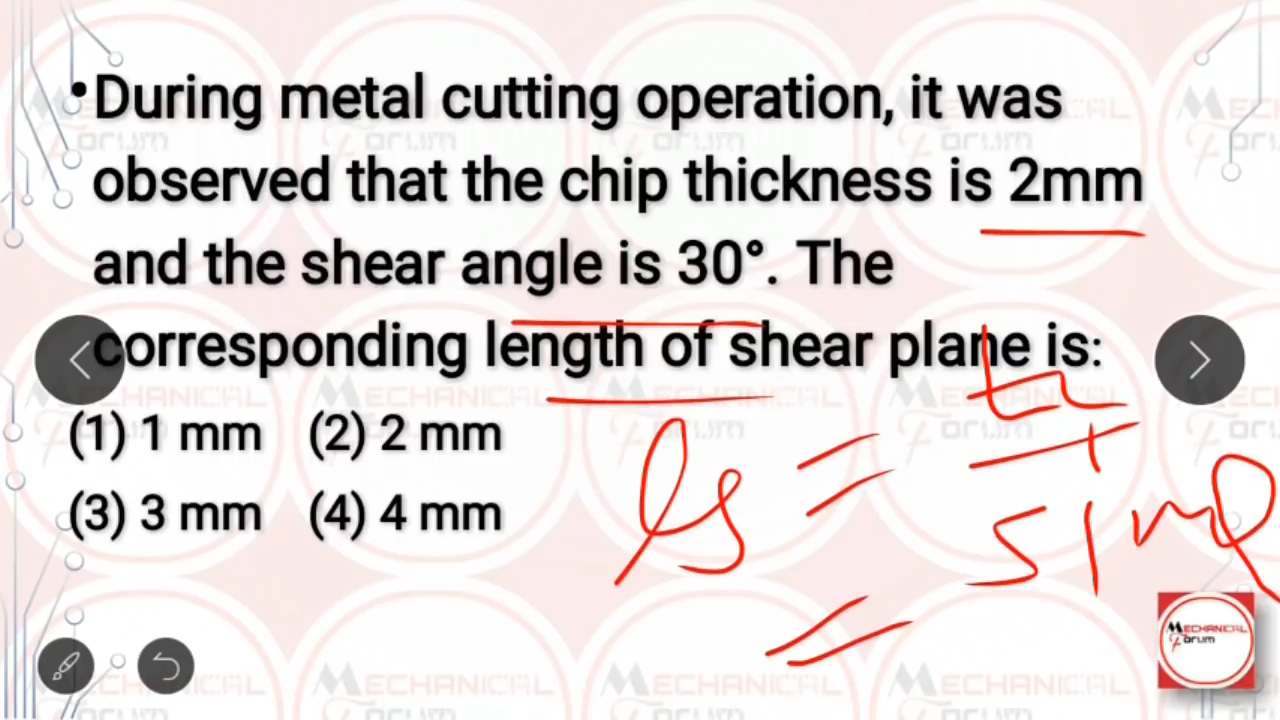 •During metal cutting operation, it was
observed that the chip thickness is 2mm
and the shear angle is 30°. The
corresponding length of shear plane is:
(1) 1 mm (2) 2 mm
(3) 3 mm (4) 4 mm
ls =
sinφ
=
MECHANICAL
Forum